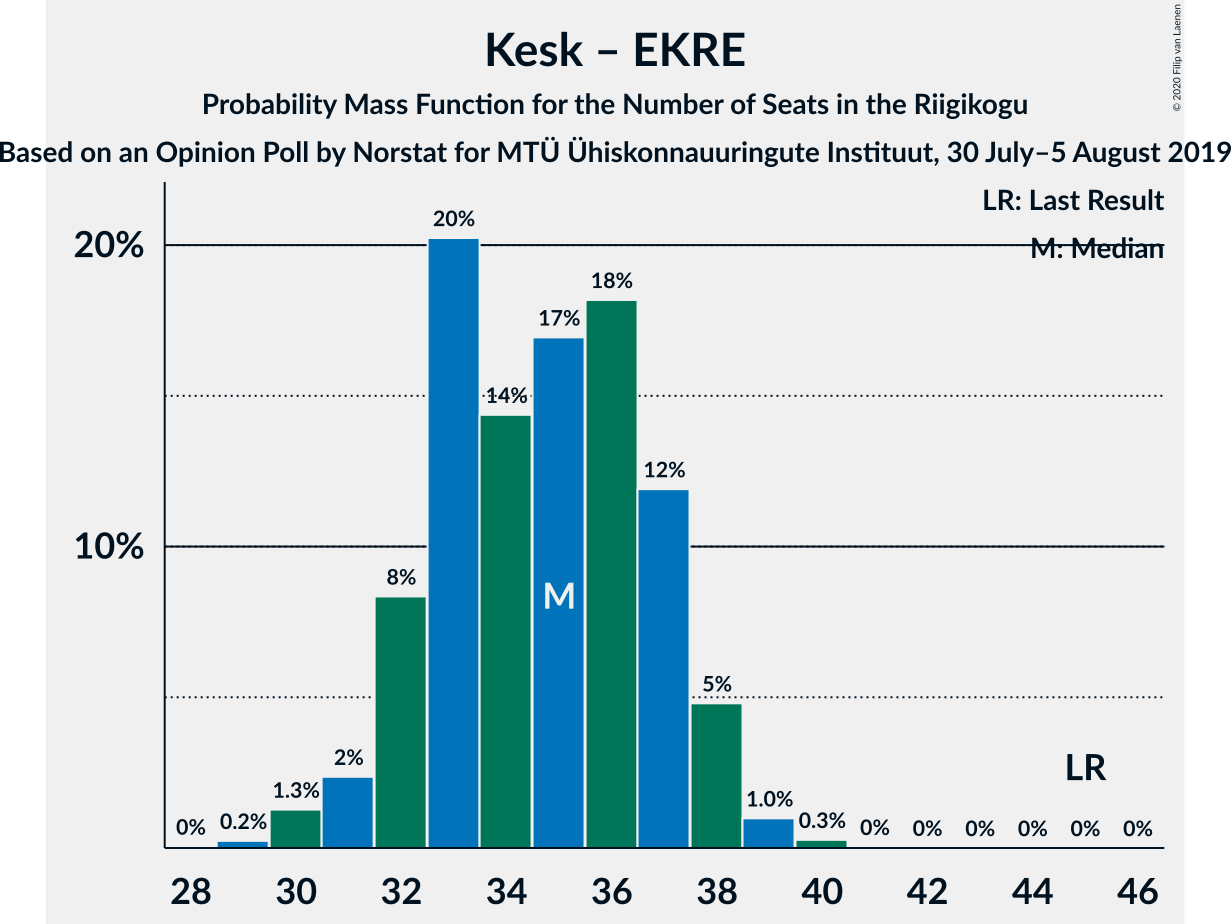 Kesk – EKRE
Probability Mass Function for the Number of Seats in the Riigikogu
Based on an Opinion Poll by Norstat for MTÜ Ühiskonnauuringute Instituut, 30 July–5 August 2019
© 2020 Filip van Laenen
LR: Last Result
M: Median
20%
10%
0%
0.2%
1.3%
2%
8%
20%
14%
17%
18%
12%
5%
1.0%
0.3%
0%
0%
0%
0%
0%
0%
M
LR
28 30 32 34 36 38 40 42 44 46